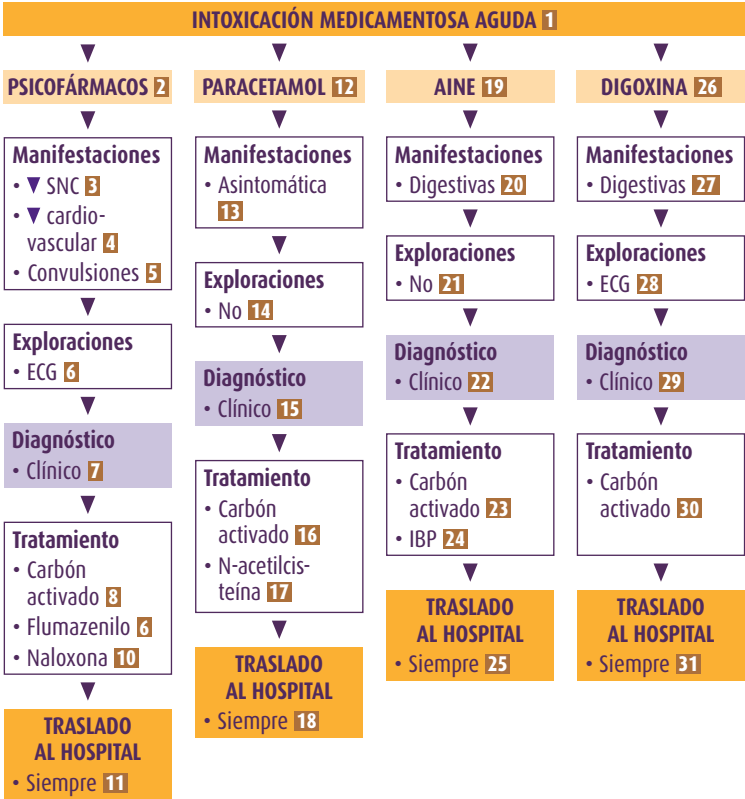 INTOXICACIÓN MEDICAMENTOSA AGUDA 1
PSICOFÁRMACOS 2
Manifestaciones
• ▼ SNC 3
• ▼ cardio-
vascular 4
• Convulsiones 5
Exploraciones
• ECG 6
Diagnóstico
• Clínico 7
Tratamiento
• Carbón
activado 8
• Flumazenilo 6
• Naloxona 10
TRASLADO
AL HOSPITAL
• Siempre 11
PARACETAMOL 12
Manifestaciones
• Asintomática
13
Exploraciones
• No 14
Diagnóstico
• Clínico 15
Tratamiento
• Carbón
activado 16
• N-acetilcis-
teína 17
TRASLADO
AL HOSPITAL
• Siempre 18
AINE 19
Manifestaciones
• Digestivas 20
Exploraciones
• No 21
Diagnóstico
• Clínico 22
Tratamiento
• Carbón
activado 23
• IBP 24
TRASLADO
AL HOSPITAL
• Siempre 25
DIGOXINA 26
Manifestaciones
• Digestivas 27
Exploraciones
• ECG 28
Diagnóstico
• Clínico 29
Tratamiento
• Carbón
activado 30
TRASLADO
AL HOSPITAL
• Siempre 31